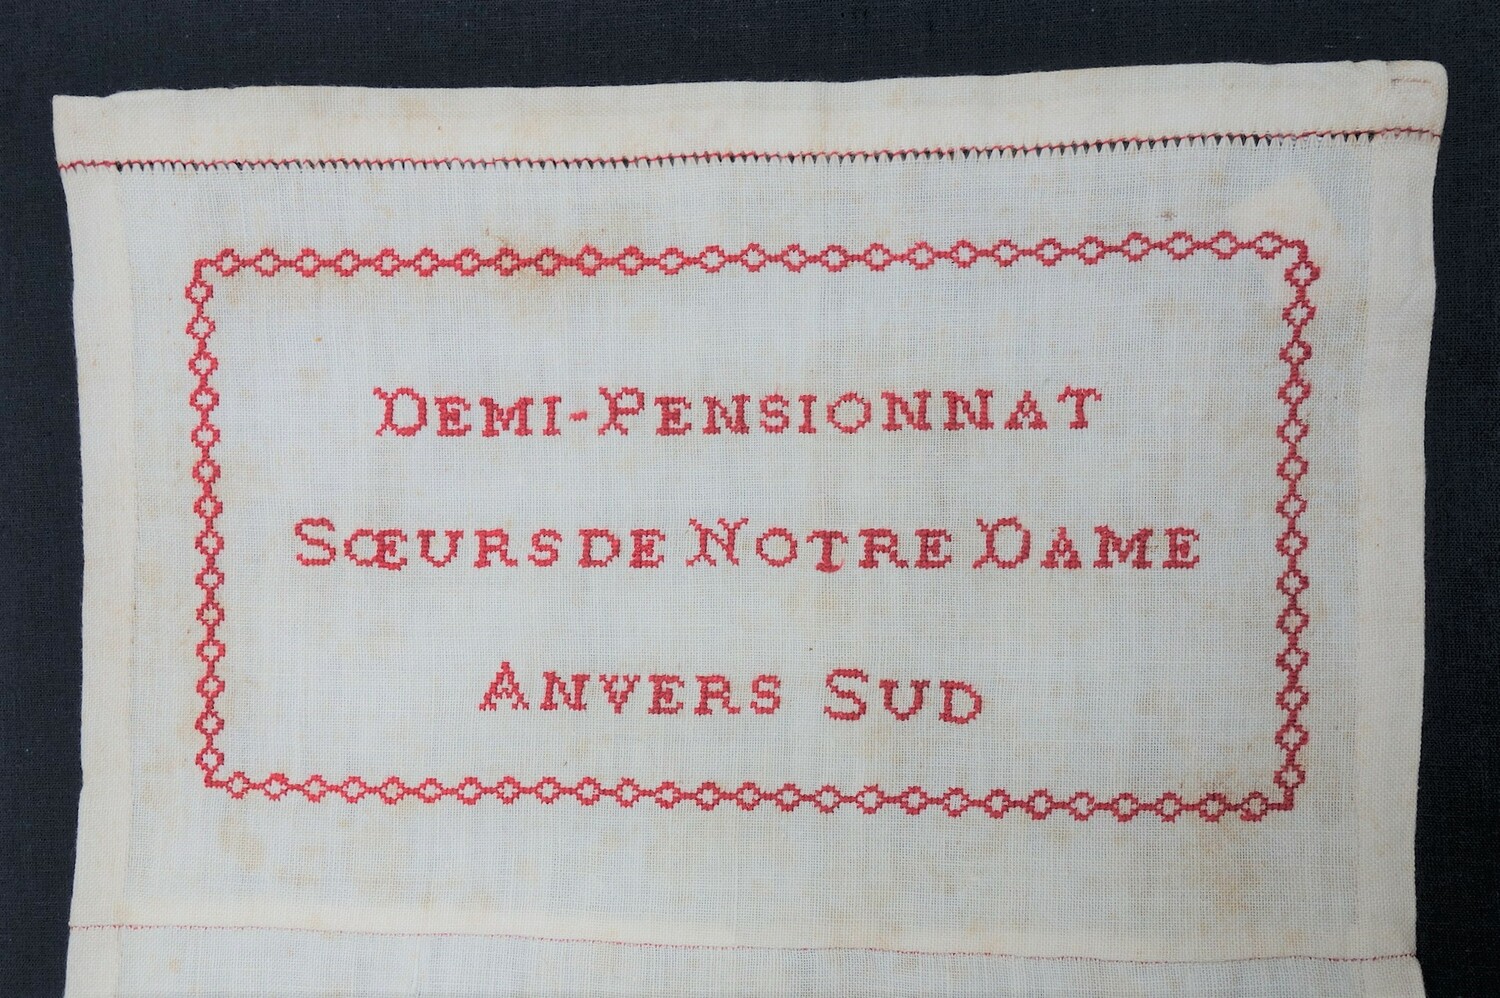 DEMI-PENSIONNAT
SŒURS DE NOTRE DAME
ANVERS SUD